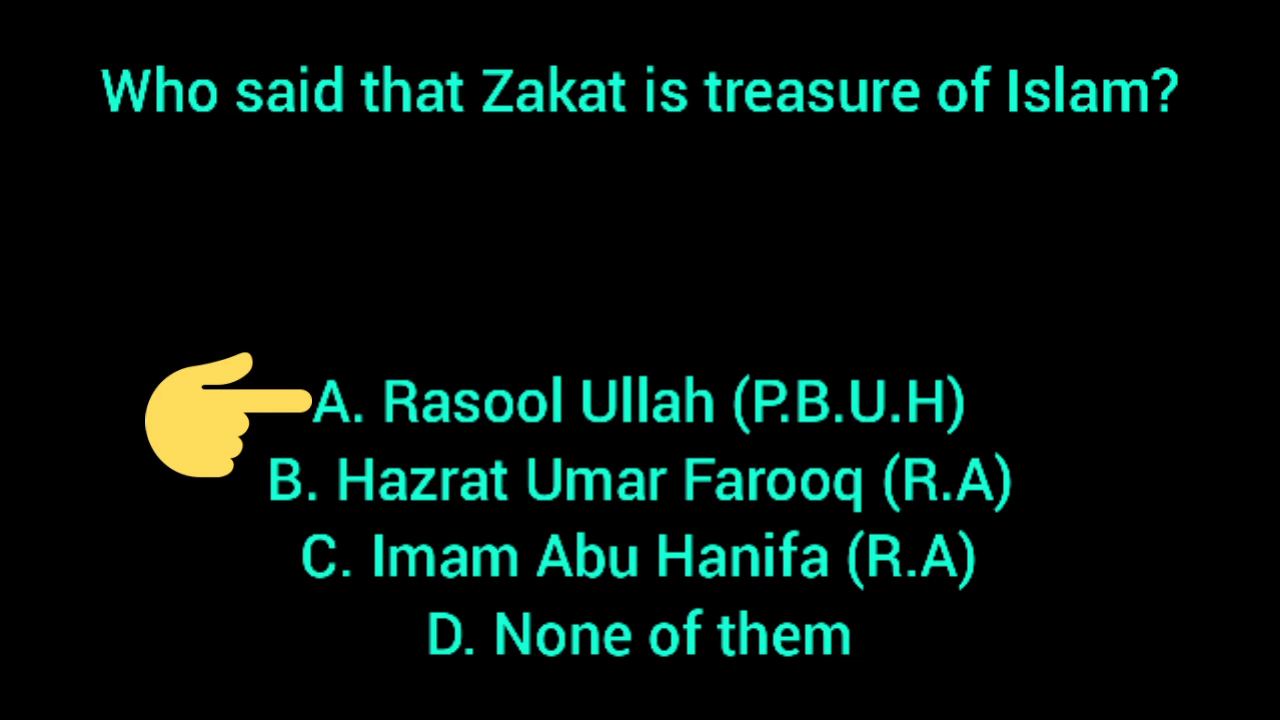 Who said that Zakat is treasure of Islam?
A. Rasool Ullah (P.B.U.H)
B. Hazrat Umar Farooq (R.A)
C. Imam Abu Hanifa (R.A)
D. None of them